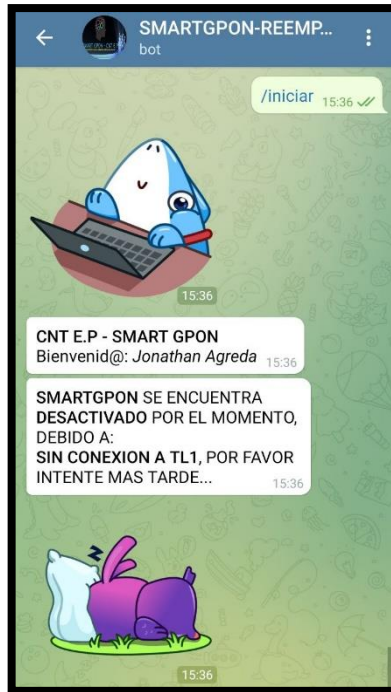 SMARTGPON-REEMP...
bot
/iniciar 15:36
15:36
CNT E.P - SMART GPON
Bienvenid@: Jonathan Agreda 15:36
SMARTGPON SE ENCUENTRA
DESACTIVADO POR EL MOMENTO,
DEBIDO A:
SIN CONEXION A TL1, POR FAVOR
INTENTE MAS TARDE...
15:36
z
15:36